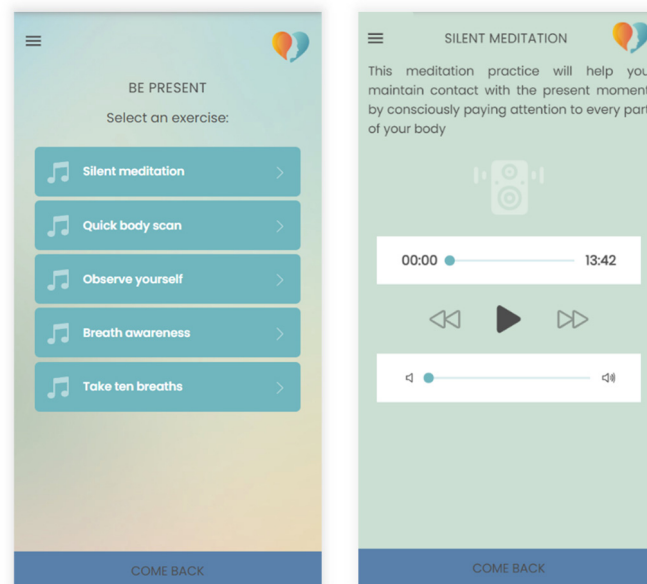 BE PRESENT
Select an exercise:
Silent meditation
Quick body scan
Observe yourself
Breath awareness
Take ten breaths
COME BACK
SILENT MEDITATION
This meditation practice will help you
maintain contact with the present moment
by consciously paying attention to every part
of your body
00:00 13:42
COME BACK